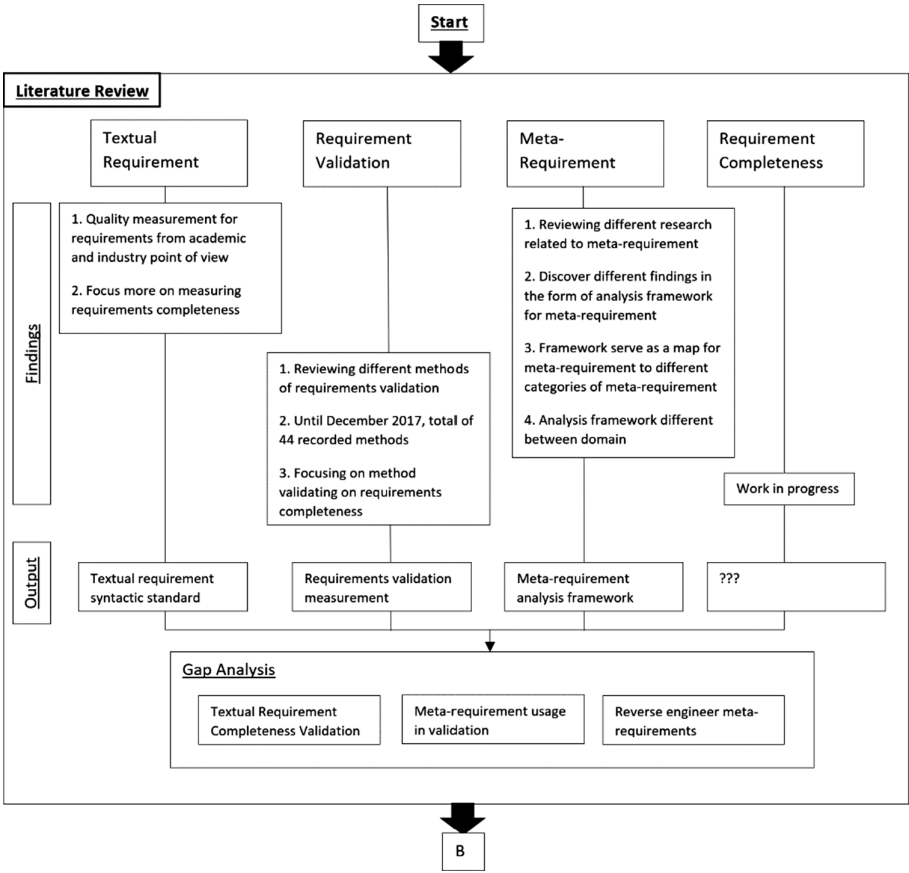 Start
Literature Review
Textual
Requirement
Requirement
Validation
Meta-
Requirement
Requirement
Completeness
Findings
1. Quality measurement for
requirements from academic
and industry point of view
2. Focus more on measuring
requirements completeness
1. Reviewing different methods
of requirements validation
2. Until December 2017, total of
44 recorded methods
3. Focusing on method
validating on requirements
completeness
1. Reviewing different research
related to meta-requirement
2. Discover different findings in
the form of analysis framework
for meta-requirement
3. Framework serve as a map for
meta-requirement to different
categories of meta-requirement
4. Analysis framework different
between domain
Work in progress
Output
Textual requirement
syntactic standard
Requirements validation
measurement
Meta-requirement
analysis framework
???
Gap Analysis
Textual Requirement
Completeness Validation
Meta-requirement usage
in validation
Reverse engineer meta-
requirements
B